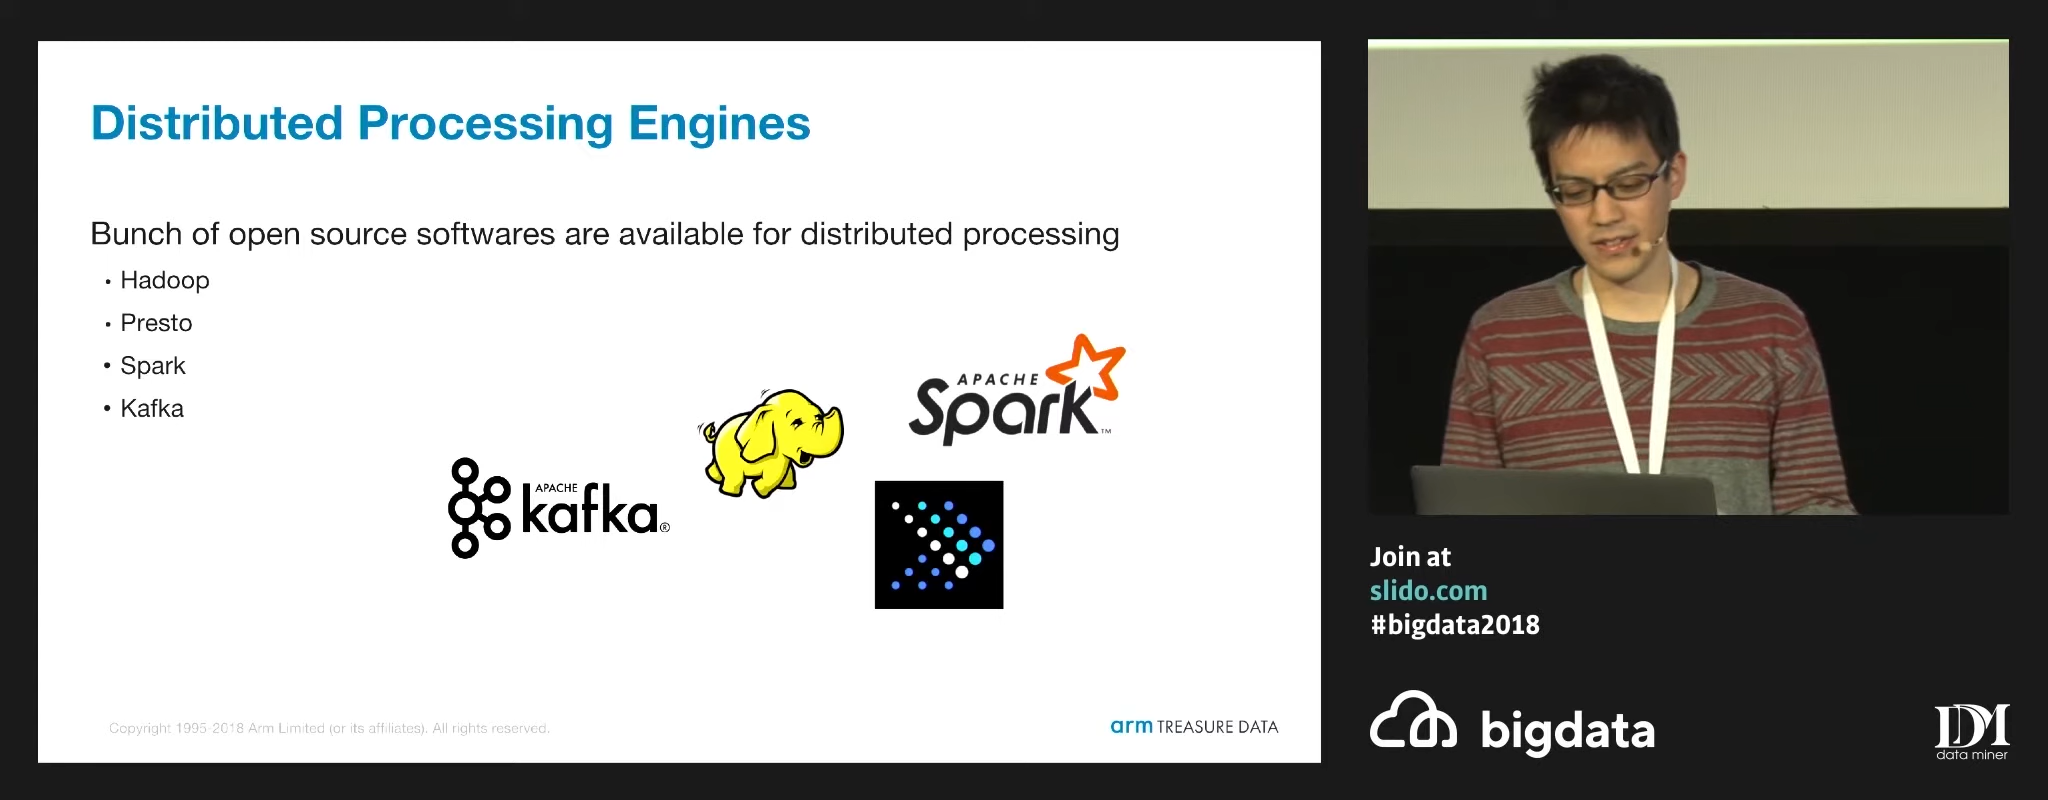 Distributed Processing Engines
Bunch of open source softwares are available for distributed processing
• Hadoop
• Presto
• Spark
• Kafka
APACHE
Spark™
APACHE
kafka®
Copyright 1995-2018 Arm Limited (or its affiliates). All rights reserved.
arm TREASURE DATA
Join at
slido.com
#bigdata2018
bigdata
DM
data miner